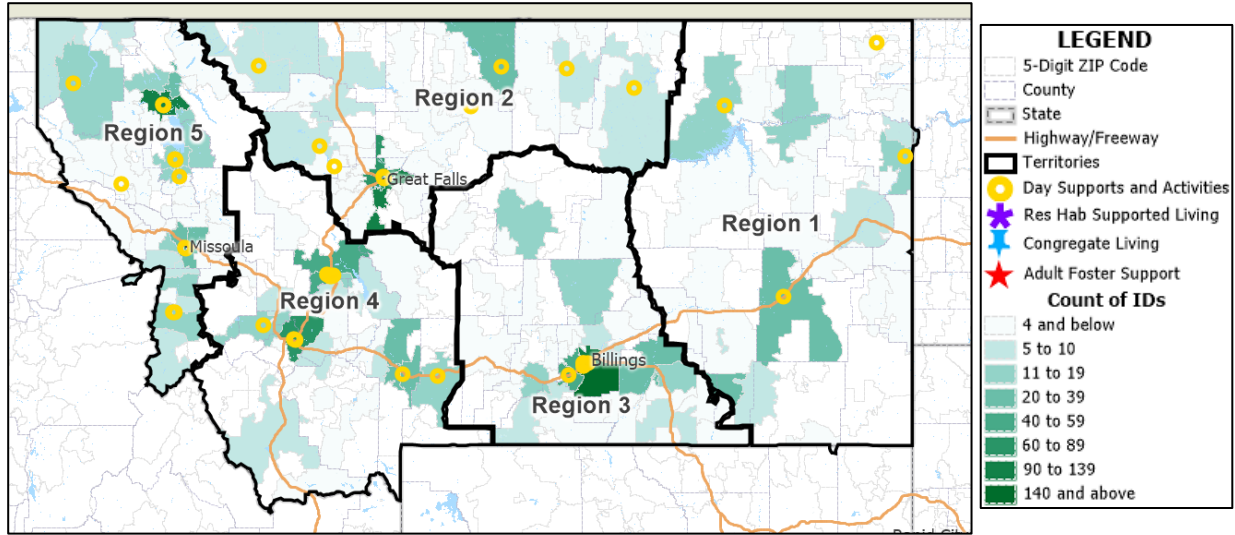 Region 2
Region 5
Great Falls
Region 1
Missoula
Region 4
Billings
Region 3
Rapid City
LEGEND
5-Digit ZIP Code
County
State
Highway/Freeway
Territories
Day Supports and Activities
Res Hab Supported Living
Congregate Living
Adult Foster Support
Count of IDs
4 and below
5 to 10
11 to 19
20 to 39
40 to 59
60 to 89
90 to 139
140 and above